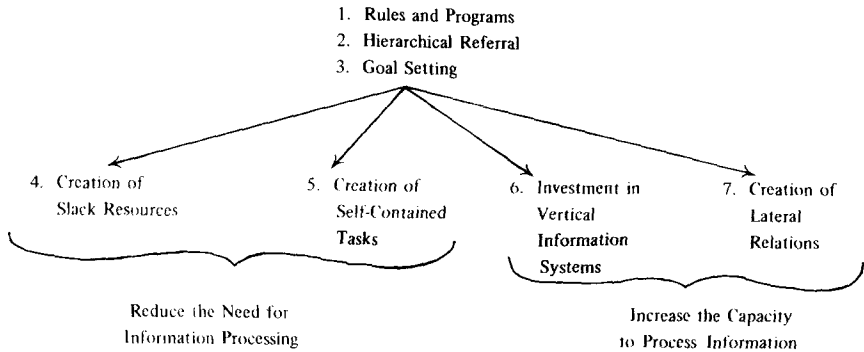 1. Rules and Programs
2. Hierarchical Referral
3. Goal Setting
4. Creation of
Slack Resources
5. Creation of
Self-Contained
Tasks
6. Investment in
Vertical
Information
Systems
7. Creation of
Lateral
Relations
Reduce the Need for
Information Processing
Increase the Capacity
to Process Information